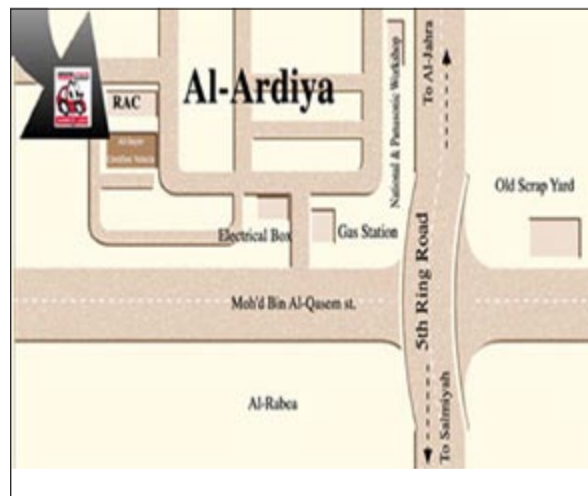 RAC
Al-Ardiya
National & Panasonic Workshop
To Al-Jahra
Old Scrap Yard
Electrical Box
Gas Station
5th Ring Road
Moh'd Bin Al-Qasem st.
Al-Rabea
To Salmiyah